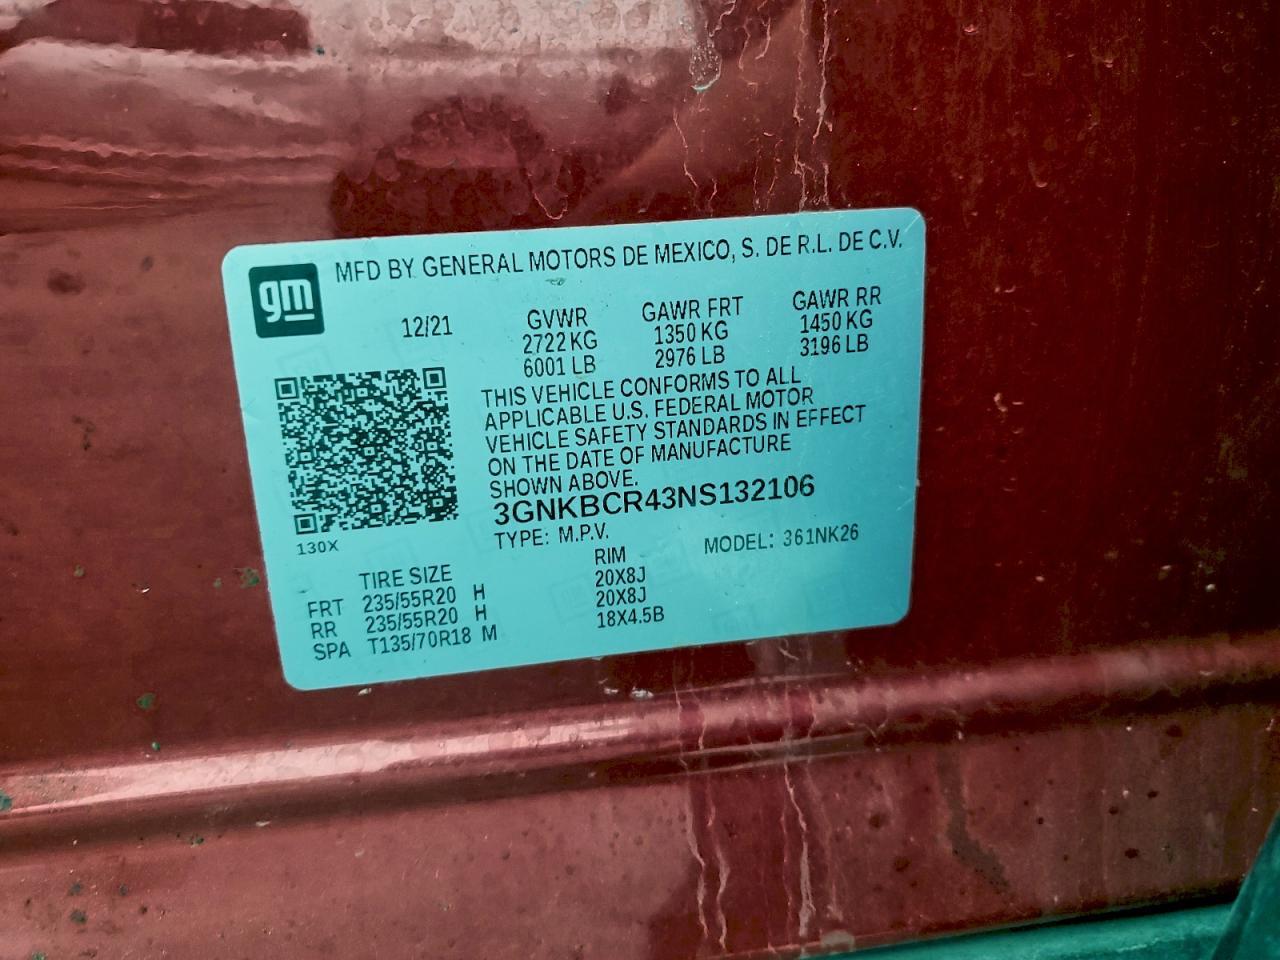 gm
MFD BY GENERAL MOTORS DE MEXICO, S. DE R.L. DE C.V.
12/21 GVWR GAWR FRT GAWR RR
2722 KG 1350 KG 1450 KG
6001 LB 2976 LB 3196 LB
THIS VEHICLE CONFORMS TO ALL
APPLICABLE U.S. FEDERAL MOTOR
VEHICLE SAFETY STANDARDS IN EFFECT
ON THE DATE OF MANUFACTURE
SHOWN ABOVE.
3GNKBCR43NS132106
130X
TYPE: M.P.V. MODEL: 361NK26
TIRE SIZE RIM
FRT 235/55R20 H 20X8J
RR 235/55R20 H 20X8J
SPA T135/70R18 M 18X4.5B